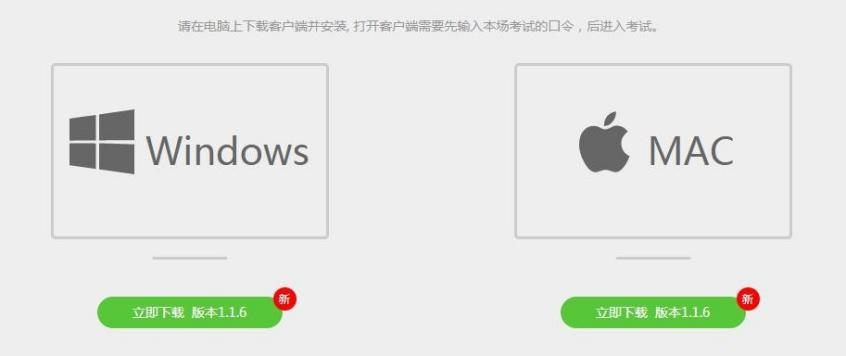 请在电脑上下载客户端并安装, 打开客户端需要先输入本场考试的口令，后进入考试。
Windows
MAC
新
立即下载 版本1.1.6
新
立即下载 版本1.1.6